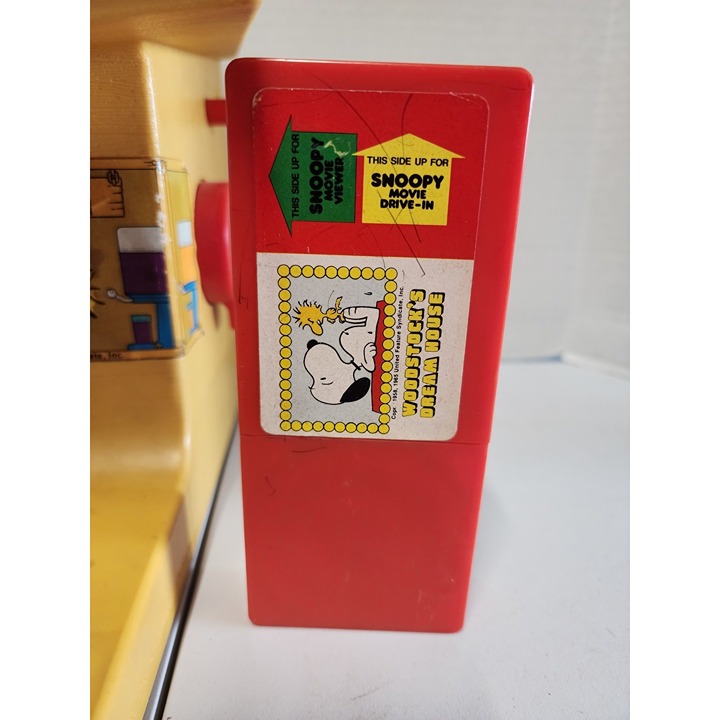 THIS SIDE UP FOR
SNOOPY
MOVIE
VIEWER
THIS SIDE UP FOR
SNOOPY
MOVIE
DRIVE-IN
WOODSTOCK'S
DREAM HOUSE
Copr. 1958, 1965 United Feature Syndicate, Inc.
Inc.